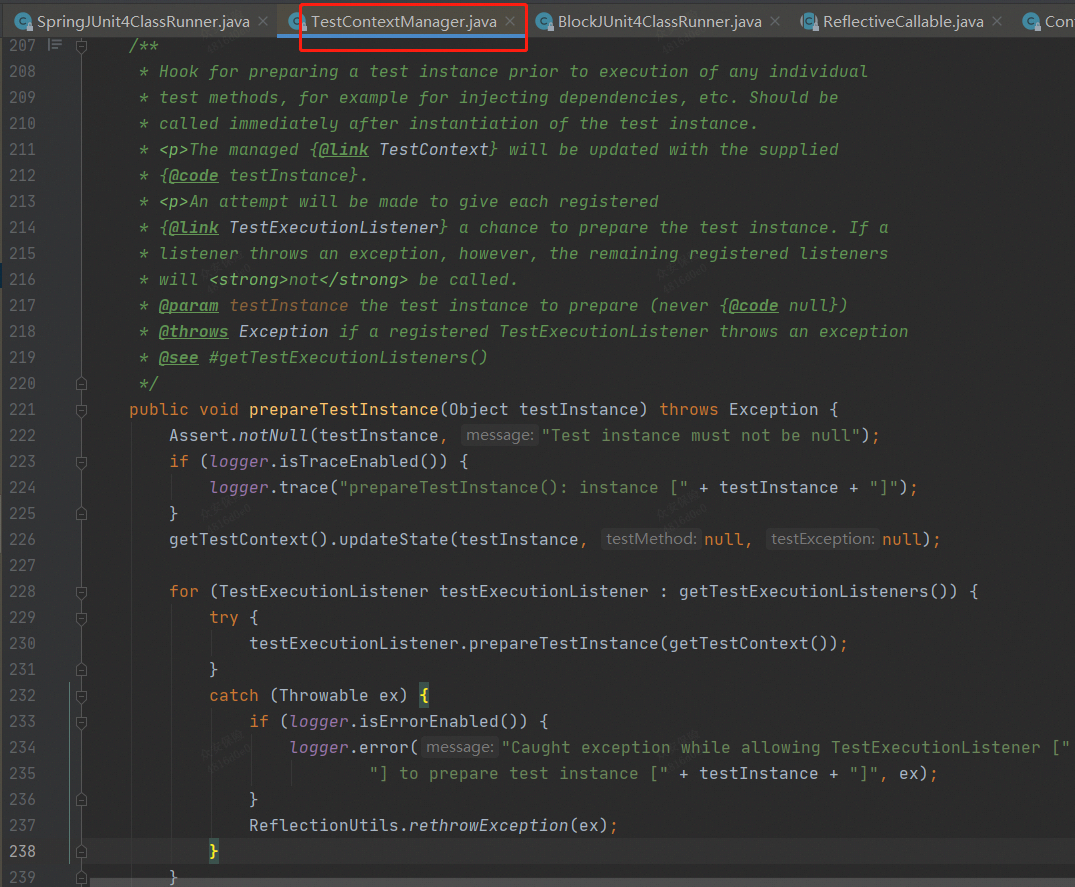 SpringJUnit4ClassRunner.java TestContextManager.java BlockJUnit4ClassRunner.java ReflectiveCallable.java
207 /**
208 * Hook for preparing a test instance prior to execution of any individual
209 * test methods, for example for injecting dependencies, etc. Should be
210 * called immediately after instantiation of the test instance.
211 * <p>The managed {@link TestContext} will be updated with the supplied
212 * {@code testInstance}.
213 * <p>An attempt will be made to give each registered
214 * {@link TestExecutionListener} a chance to prepare the test instance. If a
215 * listener throws an exception, however, the remaining registered listeners
216 * will <strong>not</strong> be called.
217 * @param testInstance the test instance to prepare (never {@code null})
218 * @throws Exception if a registered TestExecutionListener throws an exception
219 * @see #getTestExecutionListeners()
220 */
221 public void prepareTestInstance(Object testInstance) throws Exception {
222 Assert.notNull(testInstance, message: "Test instance must not be null");
223 if (logger.isTraceEnabled()) {
224 logger.trace("prepareTestInstance(): instance [" + testInstance + "]");
225 }
226 getTestContext().updateState(testInstance, testMethod: null, testException: null);
227
228 for (TestExecutionListener testExecutionListener : getTestExecutionListeners()) {
229 try {
230 testExecutionListener.prepareTestInstance(getTestContext());
231 }
232 catch (Throwable ex) {
233 if (logger.isErrorEnabled()) {
234 logger.error( message: "Caught exception while allowing TestExecutionListener ["
235 "] to prepare test instance [" + testInstance + "]", ex);
236 }
237 ReflectionUtils.rethrowException(ex);
238 }
239 }